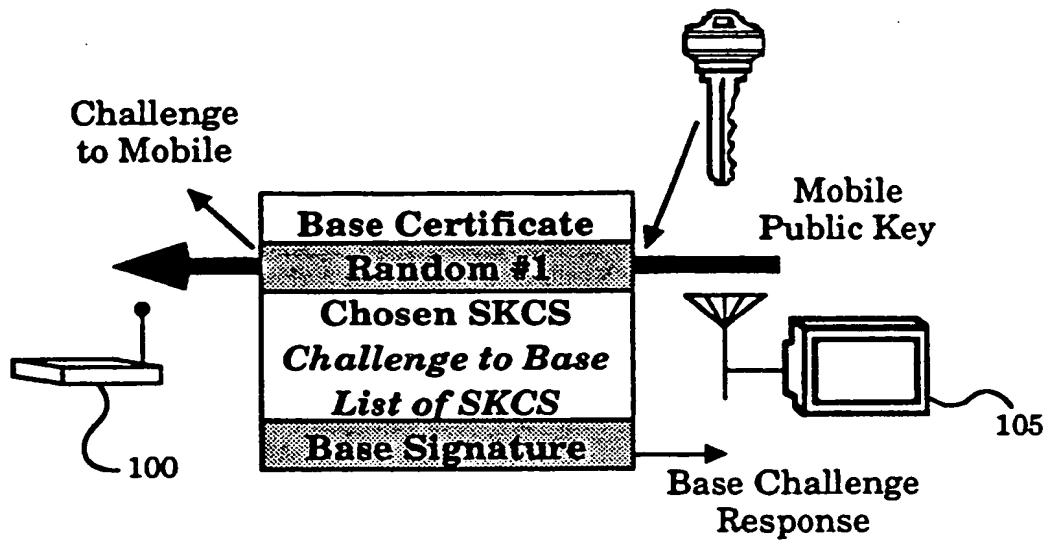 Challenge
to Mobile
Mobile
Public Key
Base Certificate
Random #1
Chosen SKCS
Challenge to Base
List of SKCS
Base Signature
100
105
Base Challenge
Response